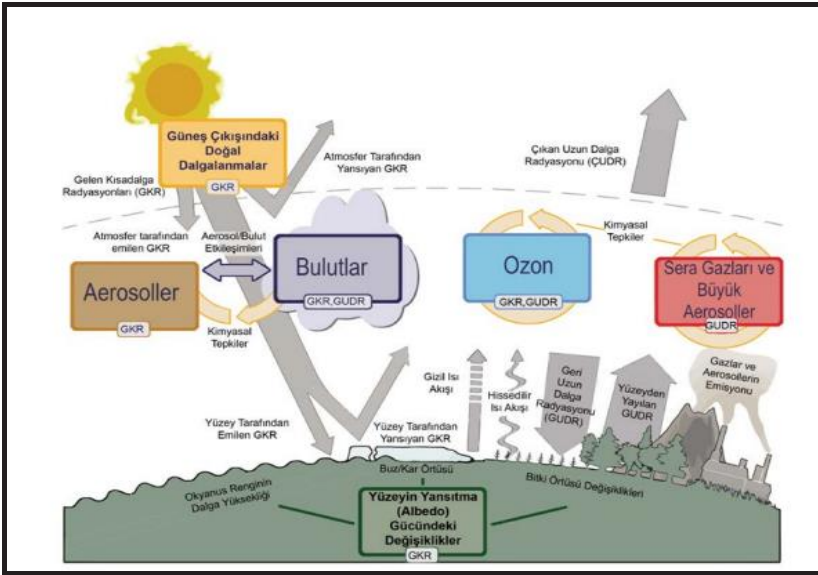 Güneş Çıkışındaki
Doğal
Dalgalanmalar
GKR
Gelen Kısadalga
Radyasyonları (GKR)
Atmosfer Tarafından
Yansıyan GKR
Çıkan Uzun Dalga
Radyasyonu (ÇUDR)
Atmosfer tarafından
emilen GKR
Aerosol/Bulut
Etkileşimleri
Kimyasal
Tepkiler
Aerosoller
GKR
Bulutlar
GKR,GUDR
Ozon
GKR,GUDR
Sera Gazları ve
Büyük
Aerosoller
GUDR
Kimyasal
Tepkiler
Gizil Isı
Akışı
Hissedilir
Isı Akışı
Geri
Uzun
Dalga
Radyasyonu
(GUDR)
Yüzeyden
Yayılan
GUDR
Gazlar ve
Aerosollerin
Emisyonu
Yüzey Tarafından
Emilen GKR
Yüzey Tarafından
Yansıyan GKR
Buz/Kar Örtüsü
Okyanus Renginin
Dalga Yüksekliği
Bitki Örtüsü Değişiklikleri
Yüzeyin Yansıtma
(Albedo)
Gücündeki
Değişiklikler
GKR